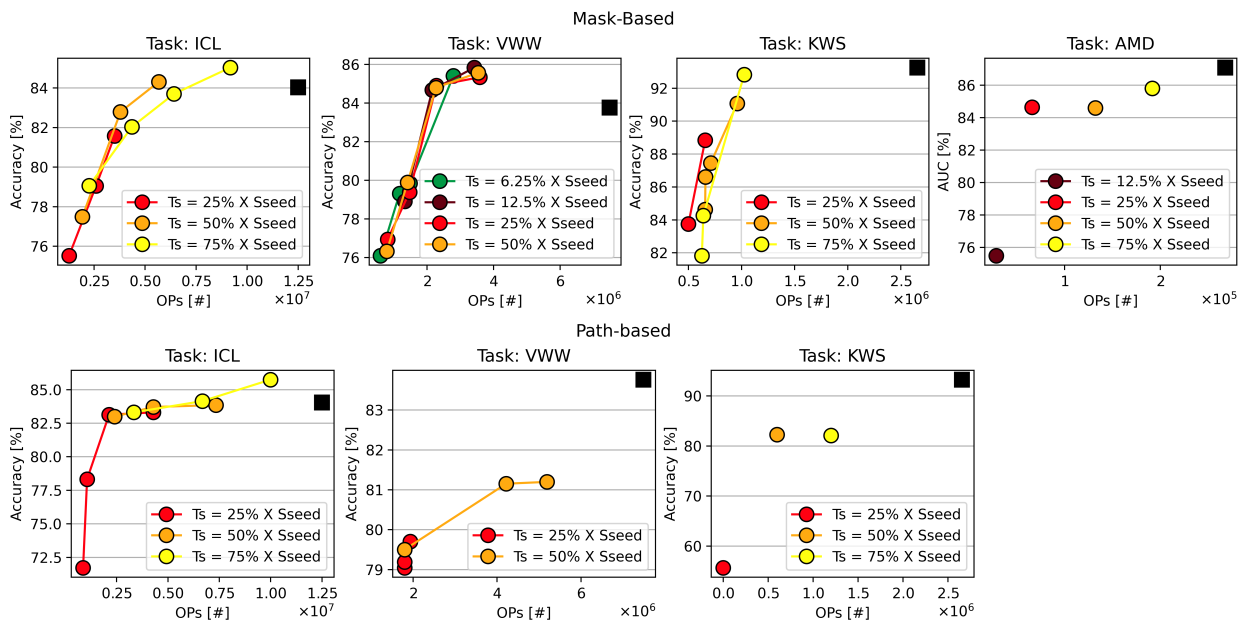 Mask-Based
Task: ICL
Accuracy [%]
84
82
80
78
76
Ts = 25% X Sseed
Ts = 50% X Sseed
Ts = 75% X Sseed
0.25 0.50 0.75 1.00 1.25
OPs [#]
×10⁷
Task: VWW
Accuracy [%]
86
84
82
80
78
76
Ts = 6.25% X Sseed
Ts = 12.5% X Sseed
Ts = 25% X Sseed
Ts = 50% X Sseed
2 4 6
OPs [#]
×10⁶
Task: KWS
Accuracy [%]
92
90
88
86
84
82
Ts = 25% X Sseed
Ts = 50% X Sseed
Ts = 75% X Sseed
0.5 1.0 1.5 2.0 2.5
OPs [#]
×10⁶
Task: AMD
AUC [%]
86
84
82
80
78
76
Ts = 12.5% X Sseed
Ts = 25% X Sseed
Ts = 50% X Sseed
Ts = 75% X Sseed
1 2
OPs [#]
×10⁵
Path-based
Task: ICL
Accuracy [%]
85.0
82.5
80.0
77.5
75.0
72.5
Ts = 25% X Sseed
Ts = 50% X Sseed
Ts = 75% X Sseed
0.25 0.50 0.75 1.00 1.25
OPs [#]
×10⁷
Task: VWW
Accuracy [%]
83
82
81
80
79
Ts = 25% X Sseed
Ts = 50% X Sseed
2 4 6
OPs [#]
×10⁶
Task: KWS
Accuracy [%]
90
80
70
60
Ts = 25% X Sseed
Ts = 50% X Sseed
Ts = 75% X Sseed
0.0 0.5 1.0 1.5 2.0 2.5
OPs [#]
×10⁶